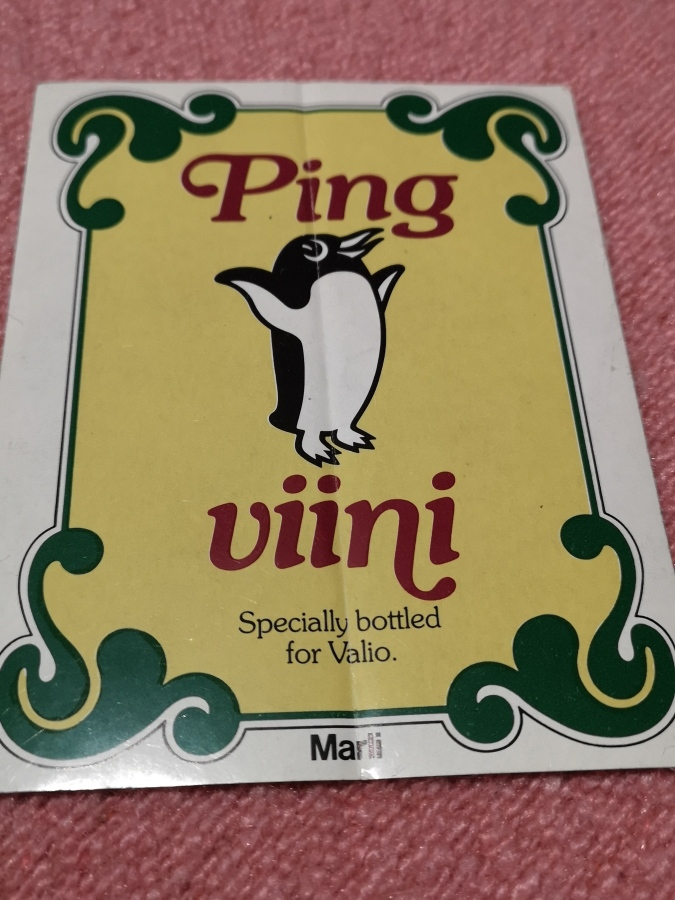 Ping
viini
Specially bottled
for Valio.